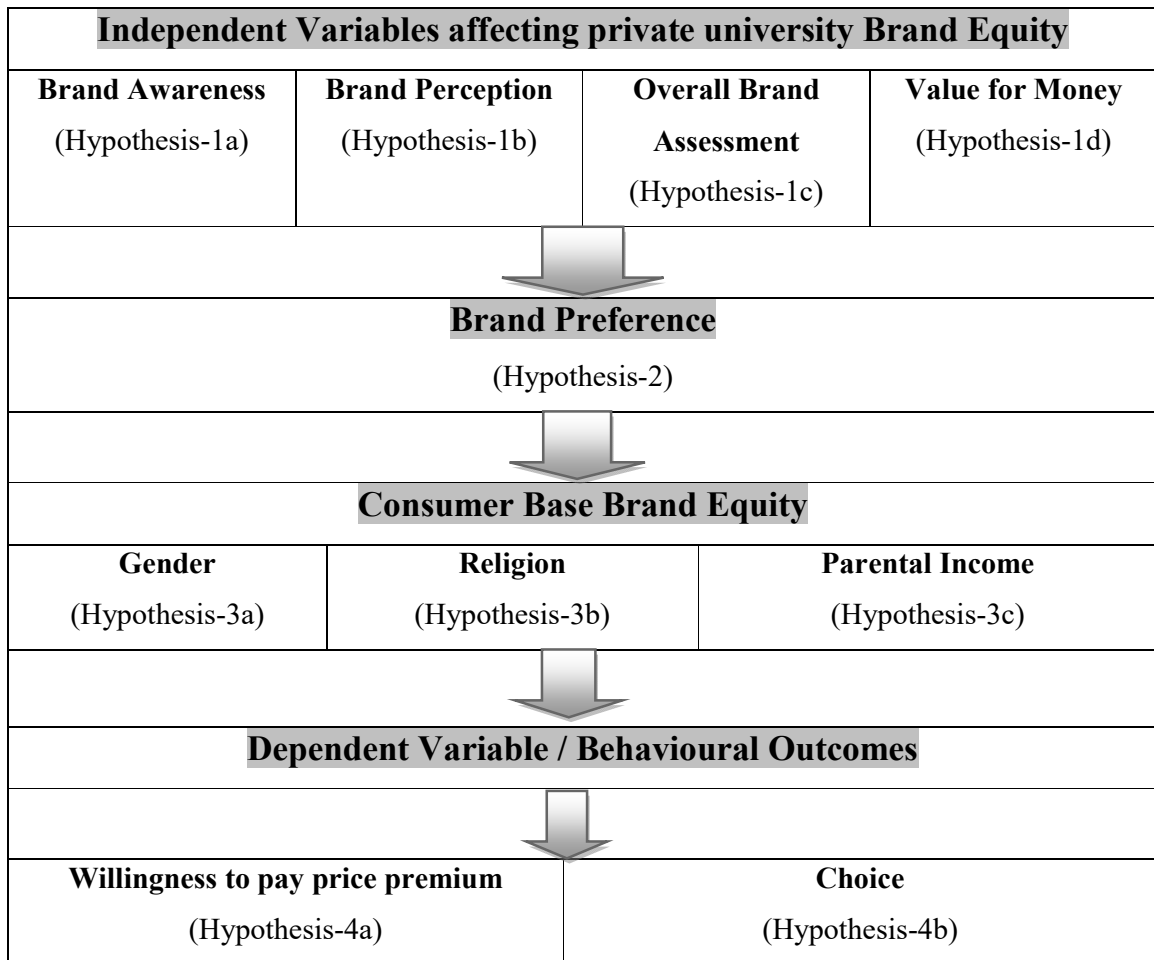 Independent Variables affecting private university Brand Equity
Brand Awareness
(Hypothesis-1a)
Brand Perception
(Hypothesis-1b)
Overall Brand
Assessment
(Hypothesis-1c)
Value for Money
(Hypothesis-1d)
Brand Preference
(Hypothesis-2)
Consumer Base Brand Equity
Gender
(Hypothesis-3a)
Religion
(Hypothesis-3b)
Parental Income
(Hypothesis-3c)
Dependent Variable / Behavioural Outcomes
Willingness to pay price premium
(Hypothesis-4a)
Choice
(Hypothesis-4b)